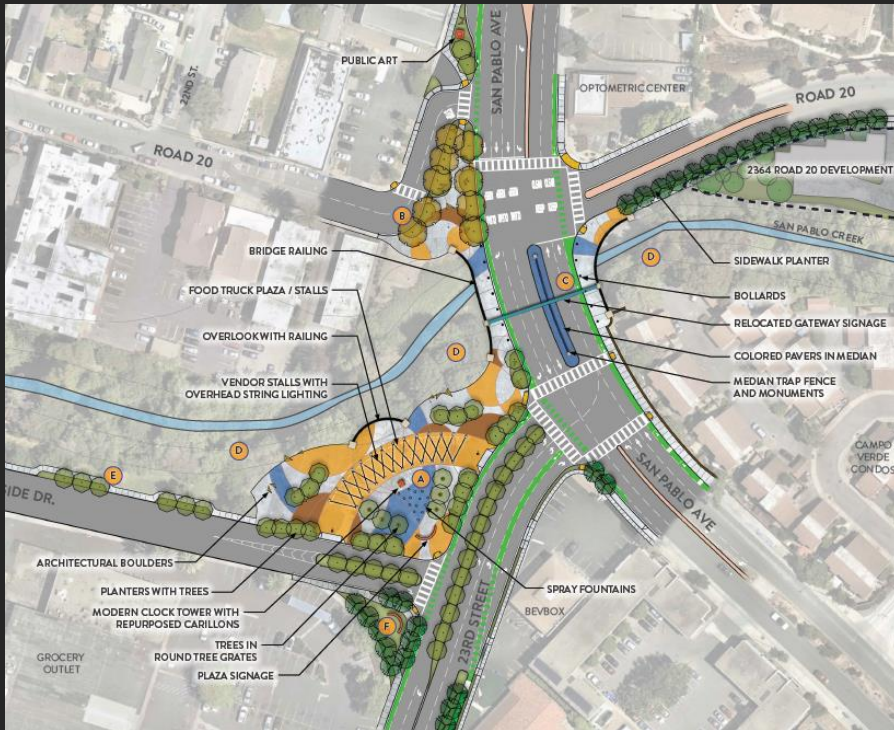 PUBLIC ART
SAN PABLO AVE
22ND ST.
OPTOMETRIC CENTER
ROAD 20
ROAD 20
2364 ROAD 20 DEVELOPMENT
B
SAN PABLO CREEK
BRIDGE RAILING
D
SIDEWALK PLANTER
C
FOOD TRUCK PLAZA / STALLS
BOLLARDS
RELOCATED GATEWAY SIGNAGE
OVERLOOK WITH RAILING
D
COLORED PAVERS IN MEDIAN
VENDOR STALLS WITH
OVERHEAD STRING LIGHTING
MEDIAN TRAP FENCE
AND MONUMENTS
D
CAMPO
VERDE
CONDOS
E
A
SAN PABLO AVE
SIDE DR.
ARCHITECTURAL BOULDERS
PLANTERS WITH TREES
SPRAY FOUNTAINS
MODERN CLOCK TOWER WITH
REPURPOSED CARILLONS
BEVBOX
23RD STREET
F
TREES IN
ROUND TREE GRATES
GROCERY
OUTLET
PLAZA SIGNAGE